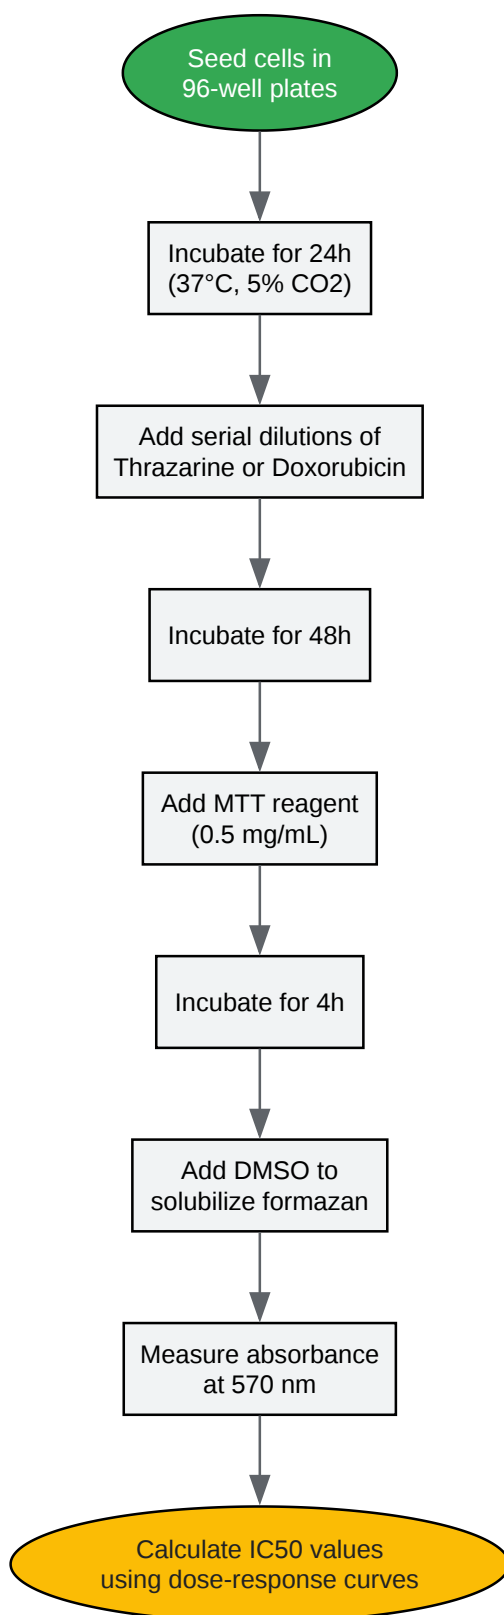 Seed cells in
96-well plates
Incubate for 24h
(37°C, 5% CO2)
Add serial dilutions of
Thrazarine or Doxorubicin
Incubate for 48h
Add MTT reagent
(0.5 mg/mL)
Incubate for 4h
Add DMSO to
solubilize formazan
Measure absorbance
at 570 nm
Calculate IC50 values
using dose-response curves